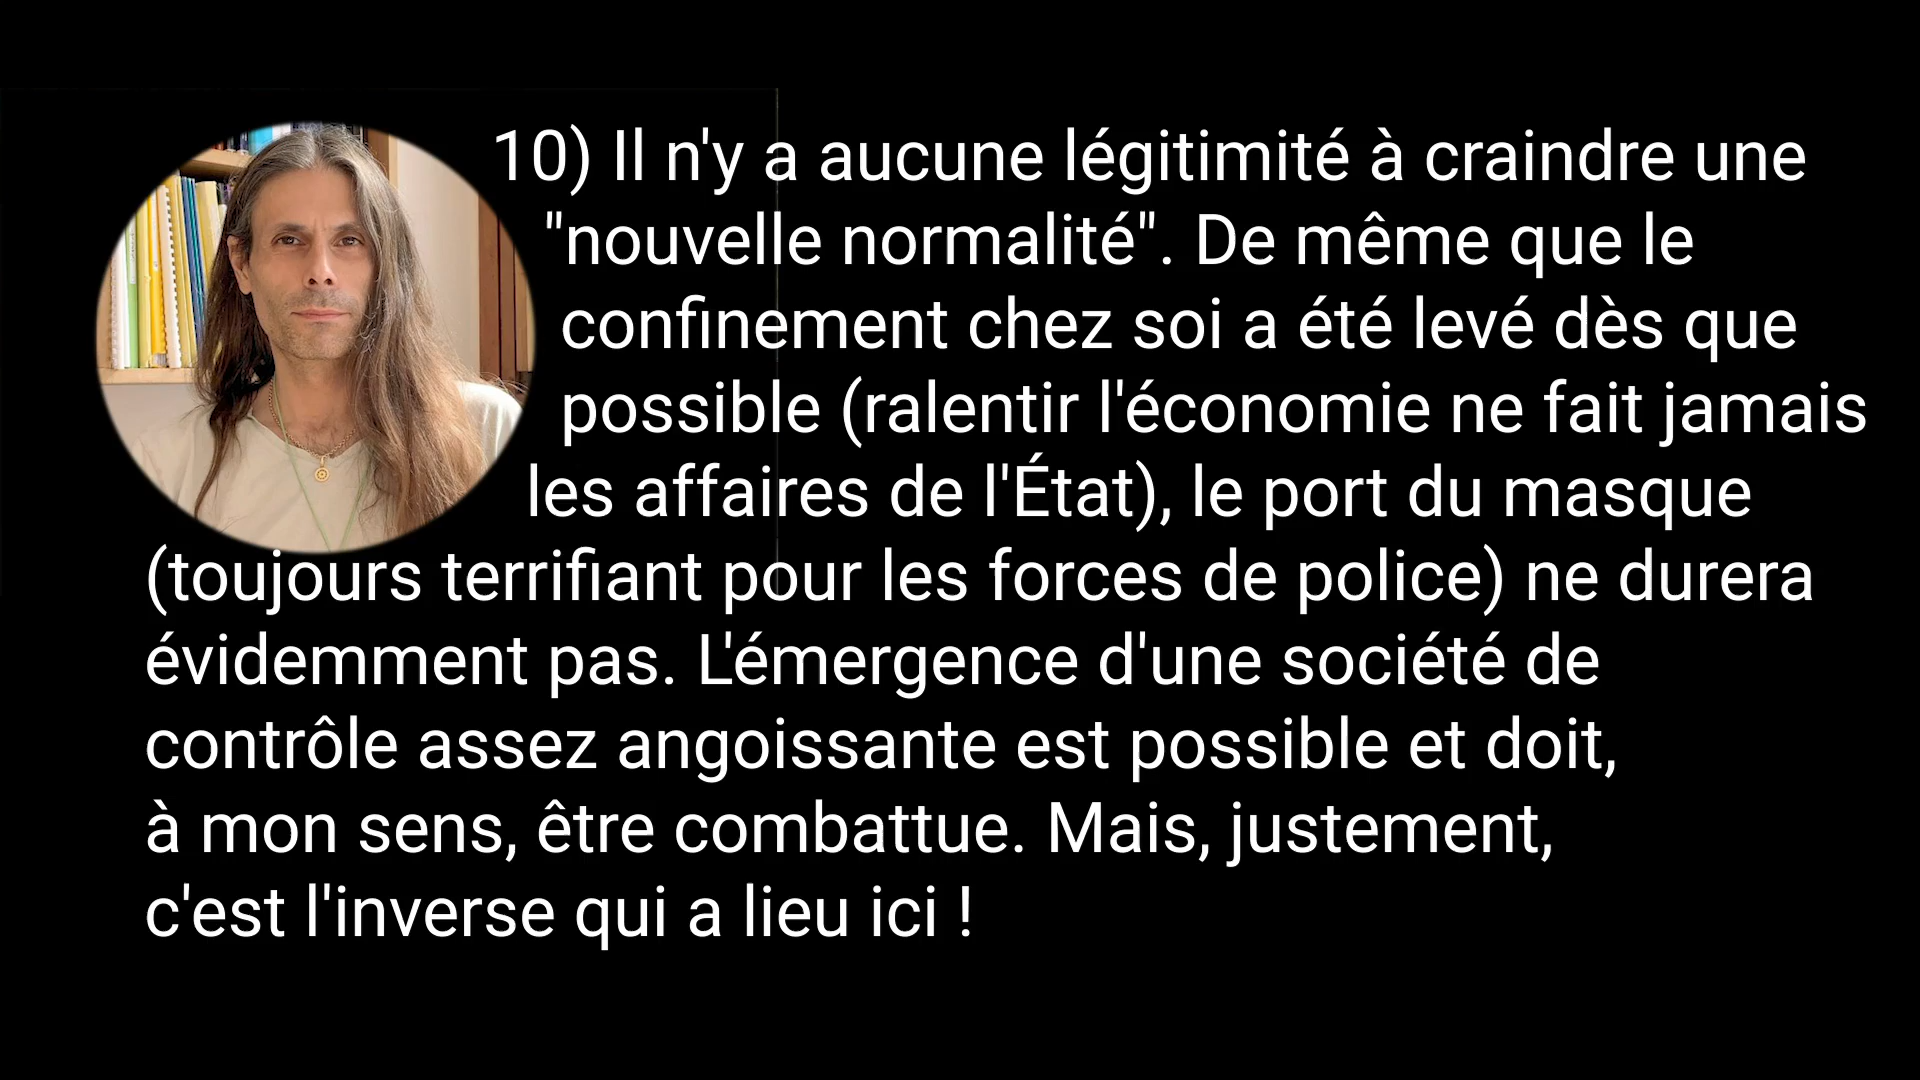 10) Il n'y a aucune légitimité à craindre une
"nouvelle normalité". De même que le
confinement chez soi a été levé dès que
possible (ralentir l'économie ne fait jamais
les affaires de l'État), le port du masque
(toujours terrifiant pour les forces de police) ne durera
évidemment pas. L'émergence d'une société de
contrôle assez angoissante est possible et doit,
à mon sens, être combattue. Mais, justement,
c'est l'inverse qui a lieu ici !